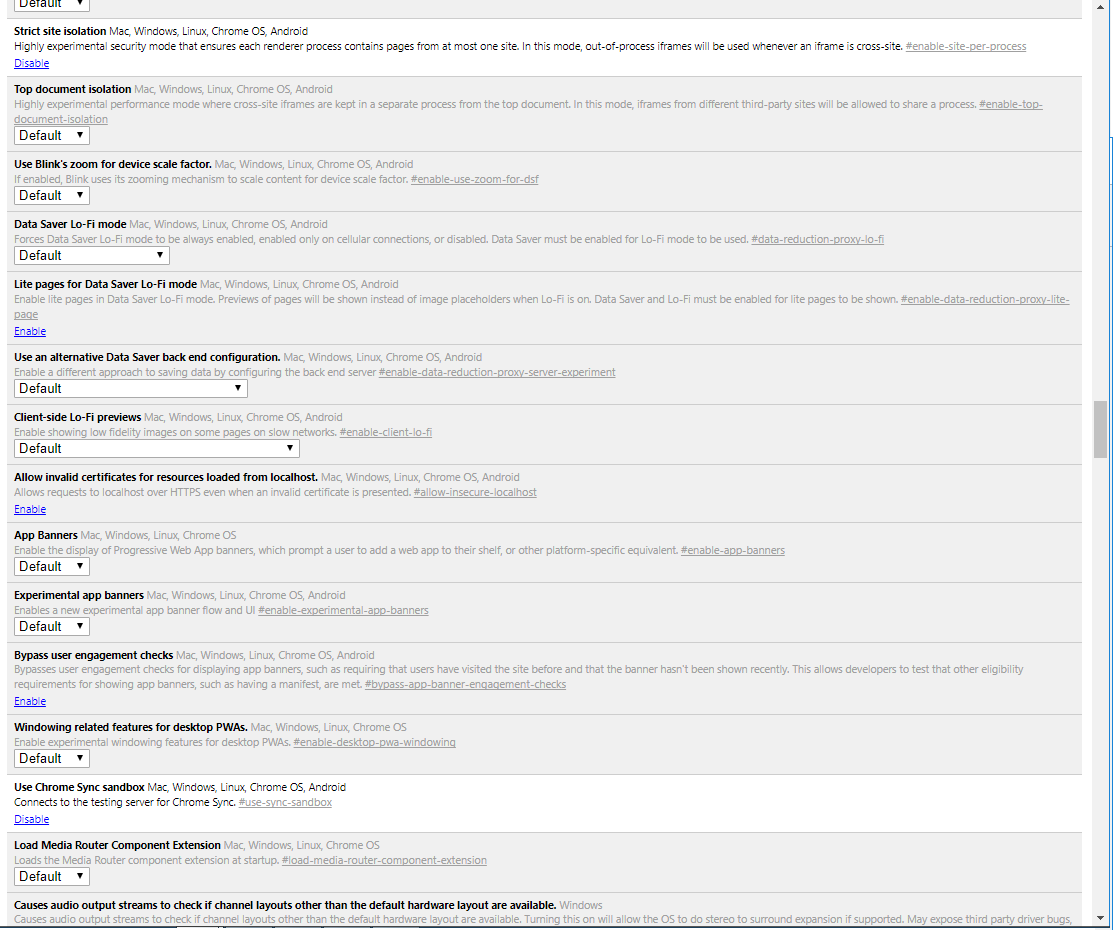 Default
Strict site isolation Mac, Windows, Linux, Chrome OS, Android
Highly experimental security mode that ensures each renderer process contains pages from at most one site. In this mode, out-of-process iframes will be used whenever an iframe is cross-site. #enable-site-per-process
Disable
Top document isolation Mac, Windows, Linux, Chrome OS, Android
Highly experimental performance mode where cross-site iframes are kept in a separate process from the top document. In this mode, iframes from different third-party sites will be allowed to share a process. #enable-top-
document-isolation
Default
Use Blink's zoom for device scale factor. Mac, Windows, Linux, Chrome OS, Android
If enabled, Blink uses its zooming mechanism to scale content for device scale factor. #enable-use-zoom-for-dsf
Default
Data Saver Lo-Fi mode Mac, Windows, Linux, Chrome OS, Android
Forces Data Saver Lo-Fi mode to be always enabled, enabled only on cellular connections, or disabled. Data Saver must be enabled for Lo-Fi mode to be used. #data-reduction-proxy-lo-fi
Default
Lite pages for Data Saver Lo-Fi mode Mac, Windows, Linux, Chrome OS, Android
Enable lite pages in Data Saver Lo-Fi mode. Previews of pages will be shown instead of image placeholders when Lo-Fi is on. Data Saver and Lo-Fi must be enabled for lite pages to be shown. #enable-data-reduction-proxy-lite-
page
Enable
Use an alternative Data Saver back end configuration. Mac, Windows, Linux, Chrome OS, Android
Enable a different approach to saving data by configuring the back end server #enable-data-reduction-proxy-server-experiment
Default
Client-side Lo-Fi previews Mac, Windows, Linux, Chrome OS, Android
Enable showing low fidelity images on some pages on slow networks. #enable-client-lo-fi
Default
Allow invalid certificates for resources loaded from localhost. Mac, Windows, Linux, Chrome OS, Android
Allows requests to localhost over HTTPS even when an invalid certificate is presented. #allow-insecure-localhost
Enable
App Banners Mac, Windows, Linux, Chrome OS
Enable the display of Progressive Web App banners, which prompt a user to add a web app to their shelf, or other platform-specific equivalent. #enable-app-banners
Default
Experimental app banners Mac, Windows, Linux, Chrome OS, Android
Enables a new experimental app banner flow and UI #enable-experimental-app-banners
Default
Bypass user engagement checks Mac, Windows, Linux, Chrome OS, Android
Bypasses user engagement checks for displaying app banners, such as requiring that users have visited the site before and that the banner hasn't been shown recently. This allows developers to test that other eligibility
requirements for showing app banners, such as having a manifest, are met. #bypass-app-banner-engagement-checks
Enable
Windowing related features for desktop PWAs. Mac, Windows, Linux, Chrome OS
Enable experimental windowing features for desktop PWAs. #enable-desktop-pwa-windowing
Default
Use Chrome Sync sandbox Mac, Windows, Linux, Chrome OS, Android
Connects to the testing server for Chrome Sync. #use-sync-sandbox
Disable
Load Media Router Component Extension Mac, Windows, Linux, Chrome OS
Loads the Media Router component extension at startup. #load-media-router-component-extension
Default
Causes audio output streams to check if channel layouts other than the default hardware layout are available. Windows
Causes audio output streams to check if channel layouts other than the default hardware layout are available. Turning this on will allow the OS to do stereo to surround expansion if supported. May expose third party driver bugs,